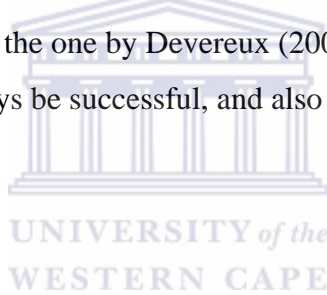 the one by Devereux (200
ys be successful, and also
UNIVERSITY of the
WESTERN CAPE